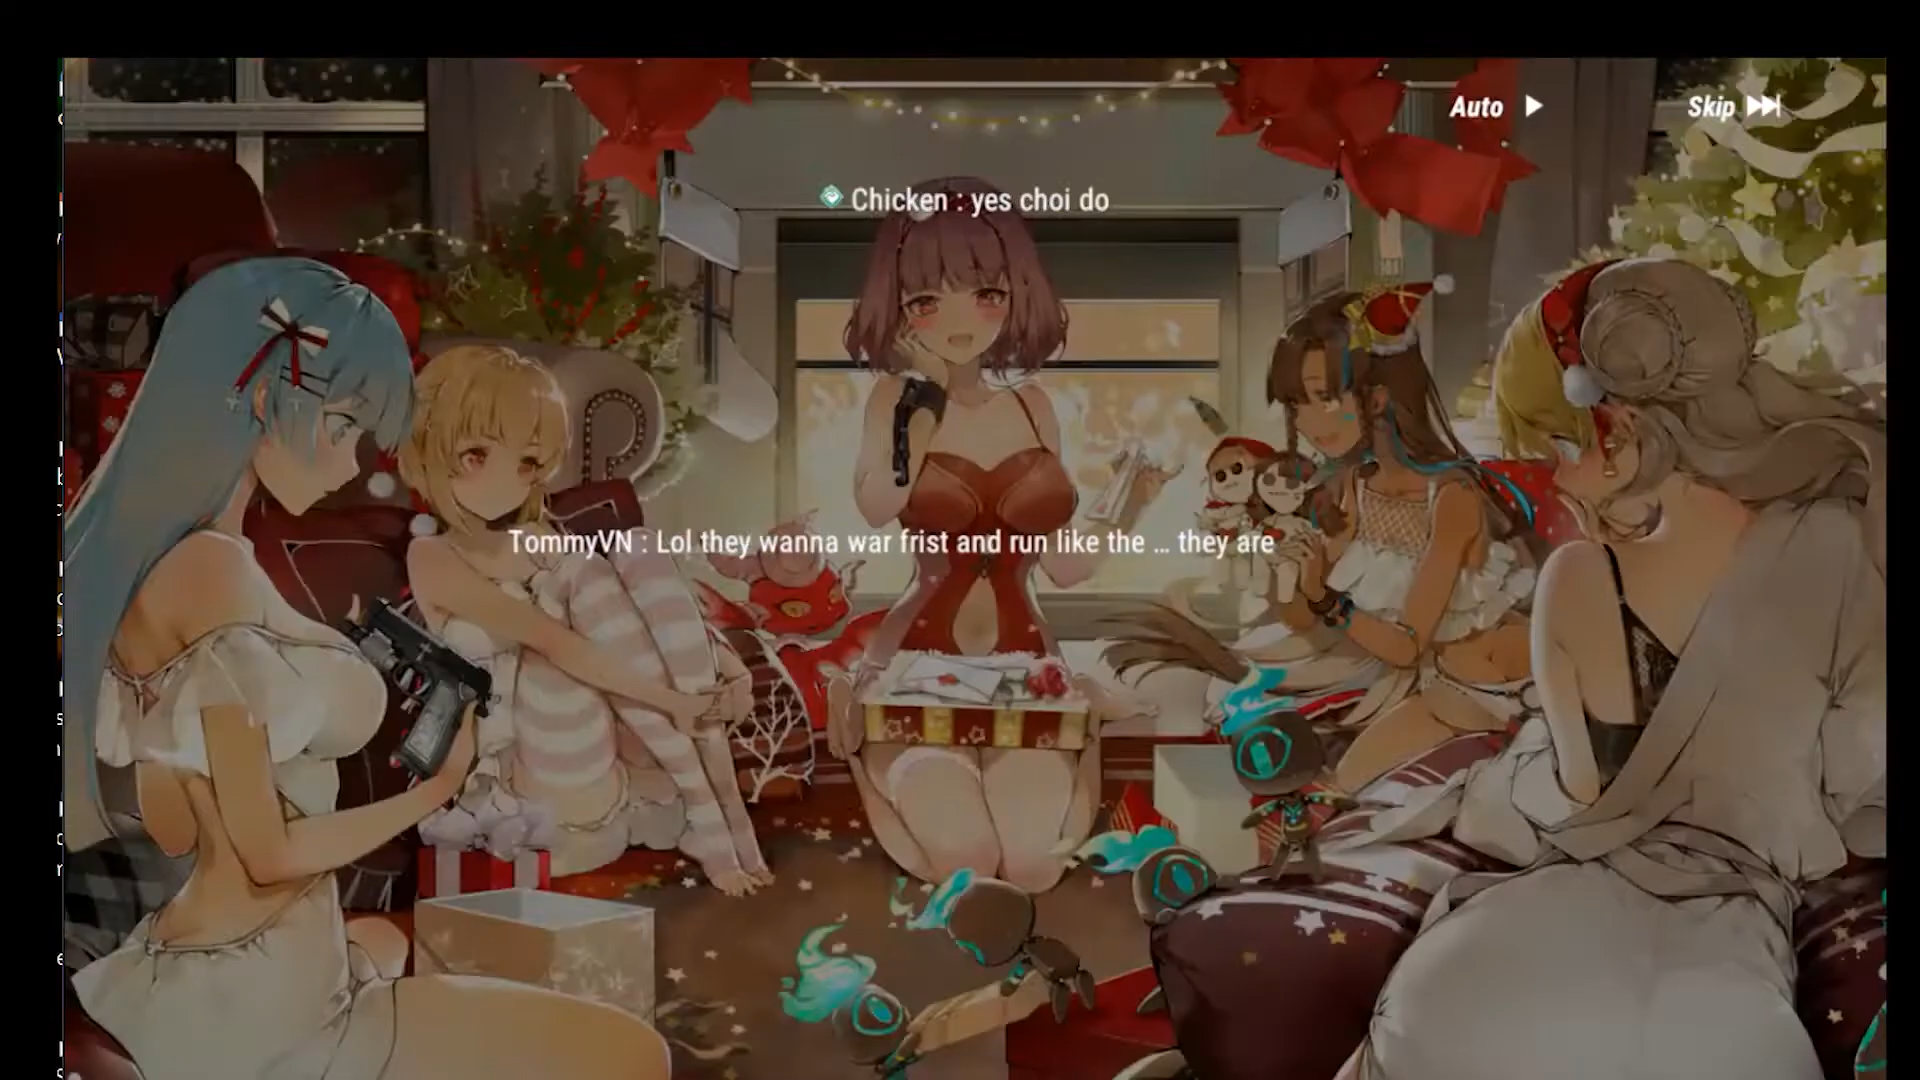 Auto
Skip
Chicken : yes choi do
TommyVN : Lol they wanna war frist and run like the ... they are